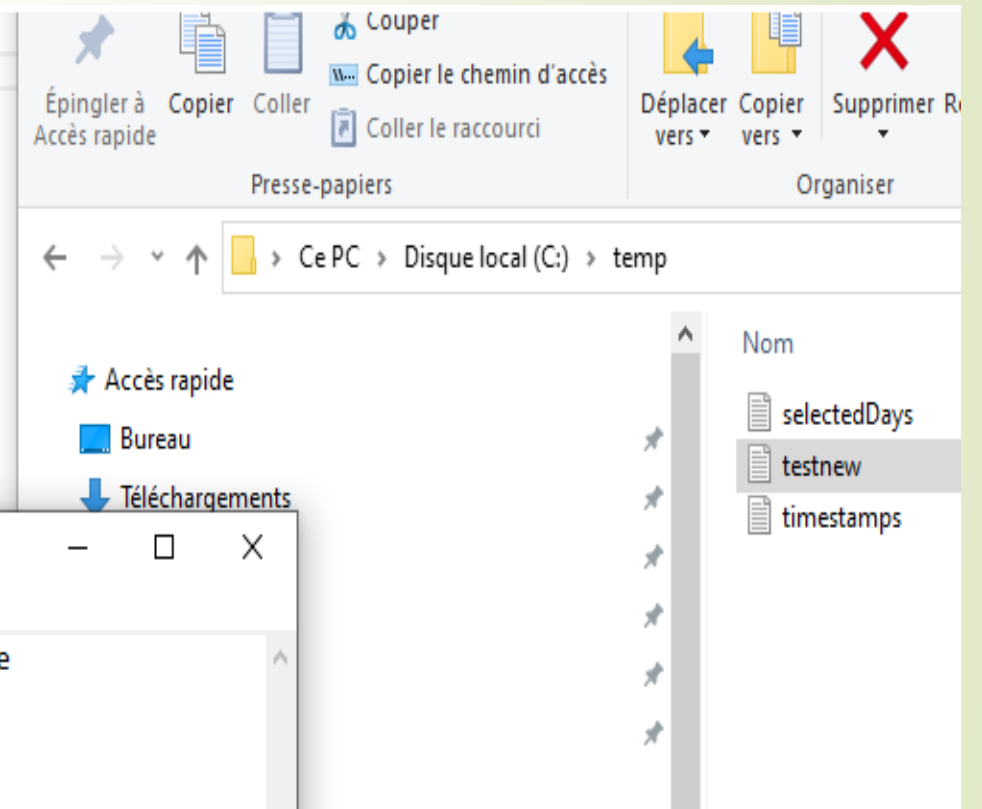 Couper
Copier le chemin d'accès
Coller le raccourci
Épingler à
Accès rapide
Copier
Coller
Presse-papiers
Déplacer
vers
Copier
vers
Supprimer
Organiser
Ce PC > Disque local (C:) > temp
Accès rapide
Bureau
Téléchargements
Nom
selectedDays
testnew
timestamps
e